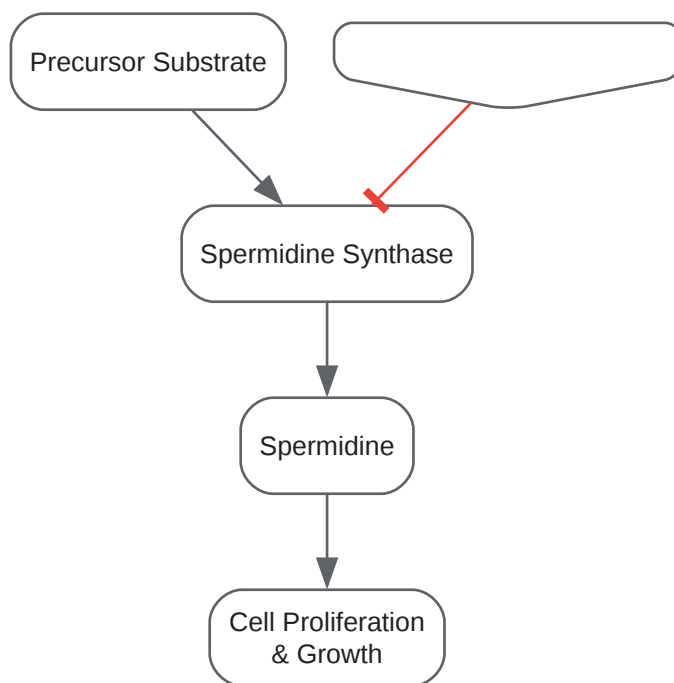 Precursor Substrate
Spermidine Synthase
Spermidine
Cell Proliferation
& Growth